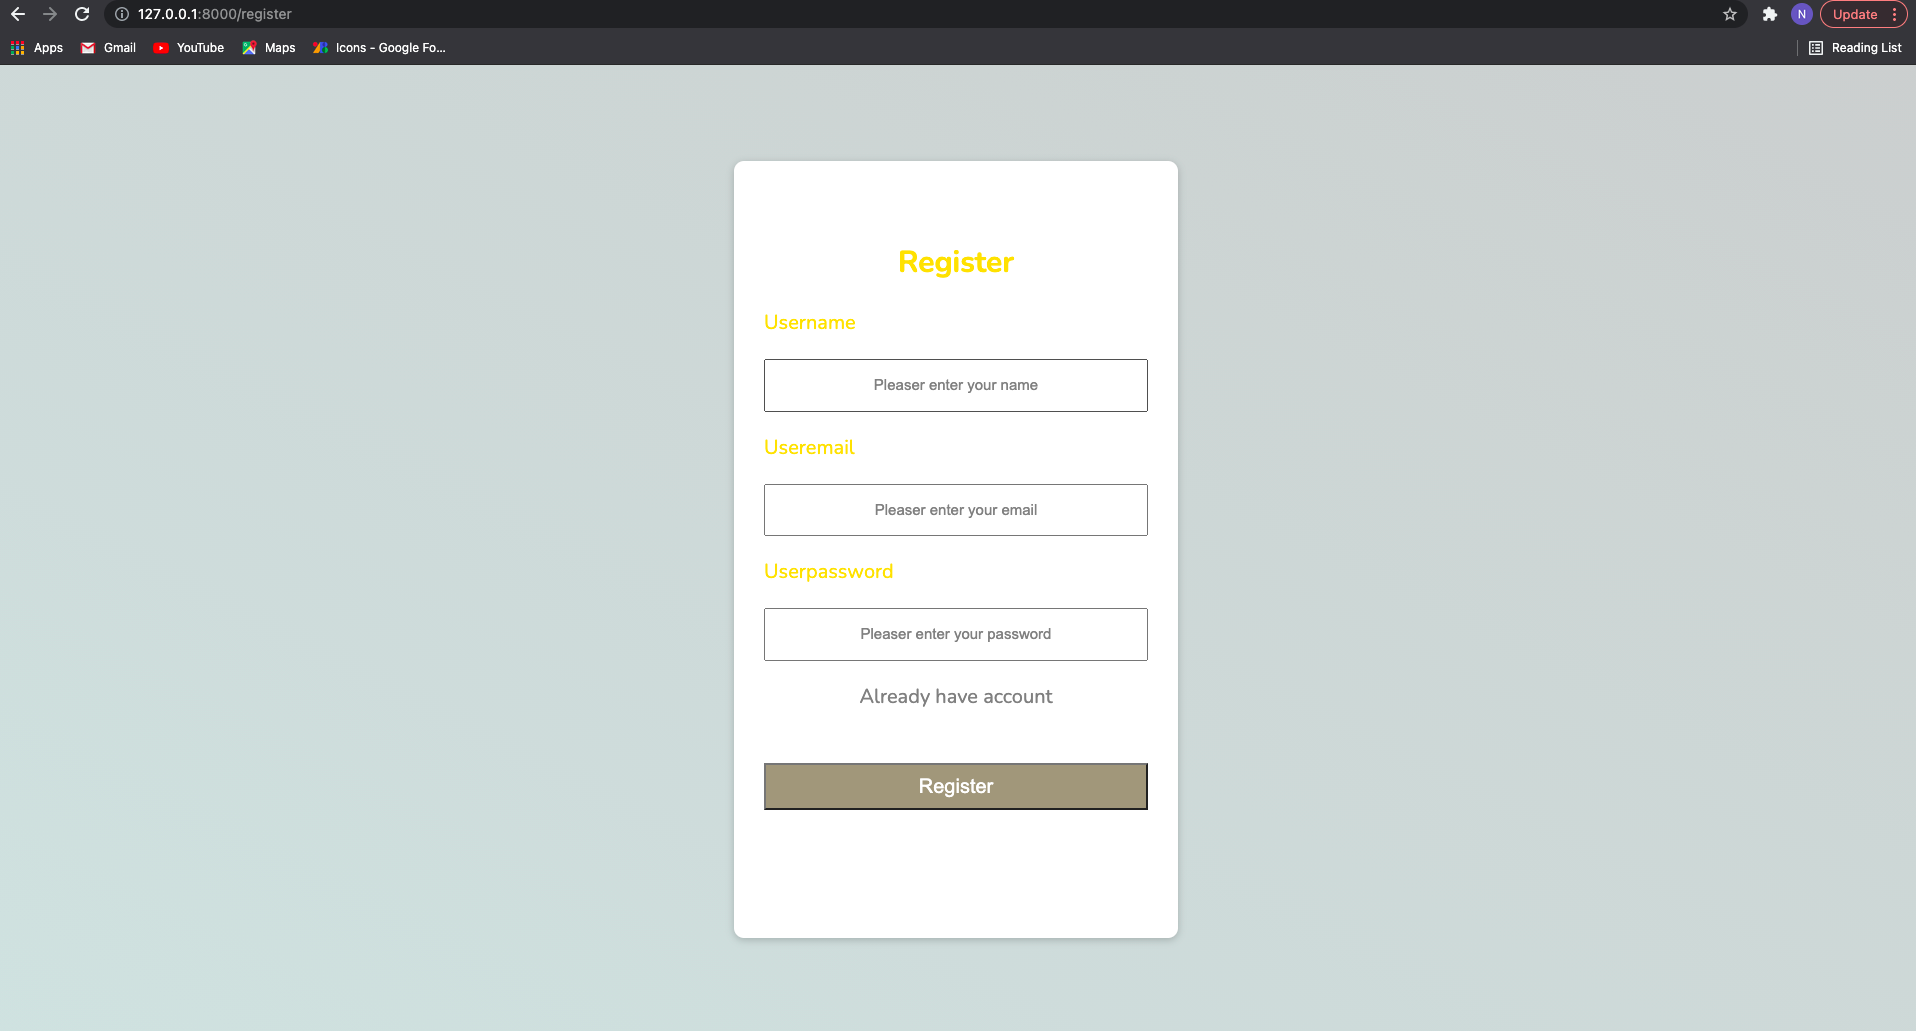 127.0.0.1:8000/register
N
Update
Apps
Gmail
YouTube
Maps
Icons - Google Fo...
Reading List
Register
Username
Pleaser enter your name
Useremail
Pleaser enter your email
Userpassword
Pleaser enter your password
Already have account
Register